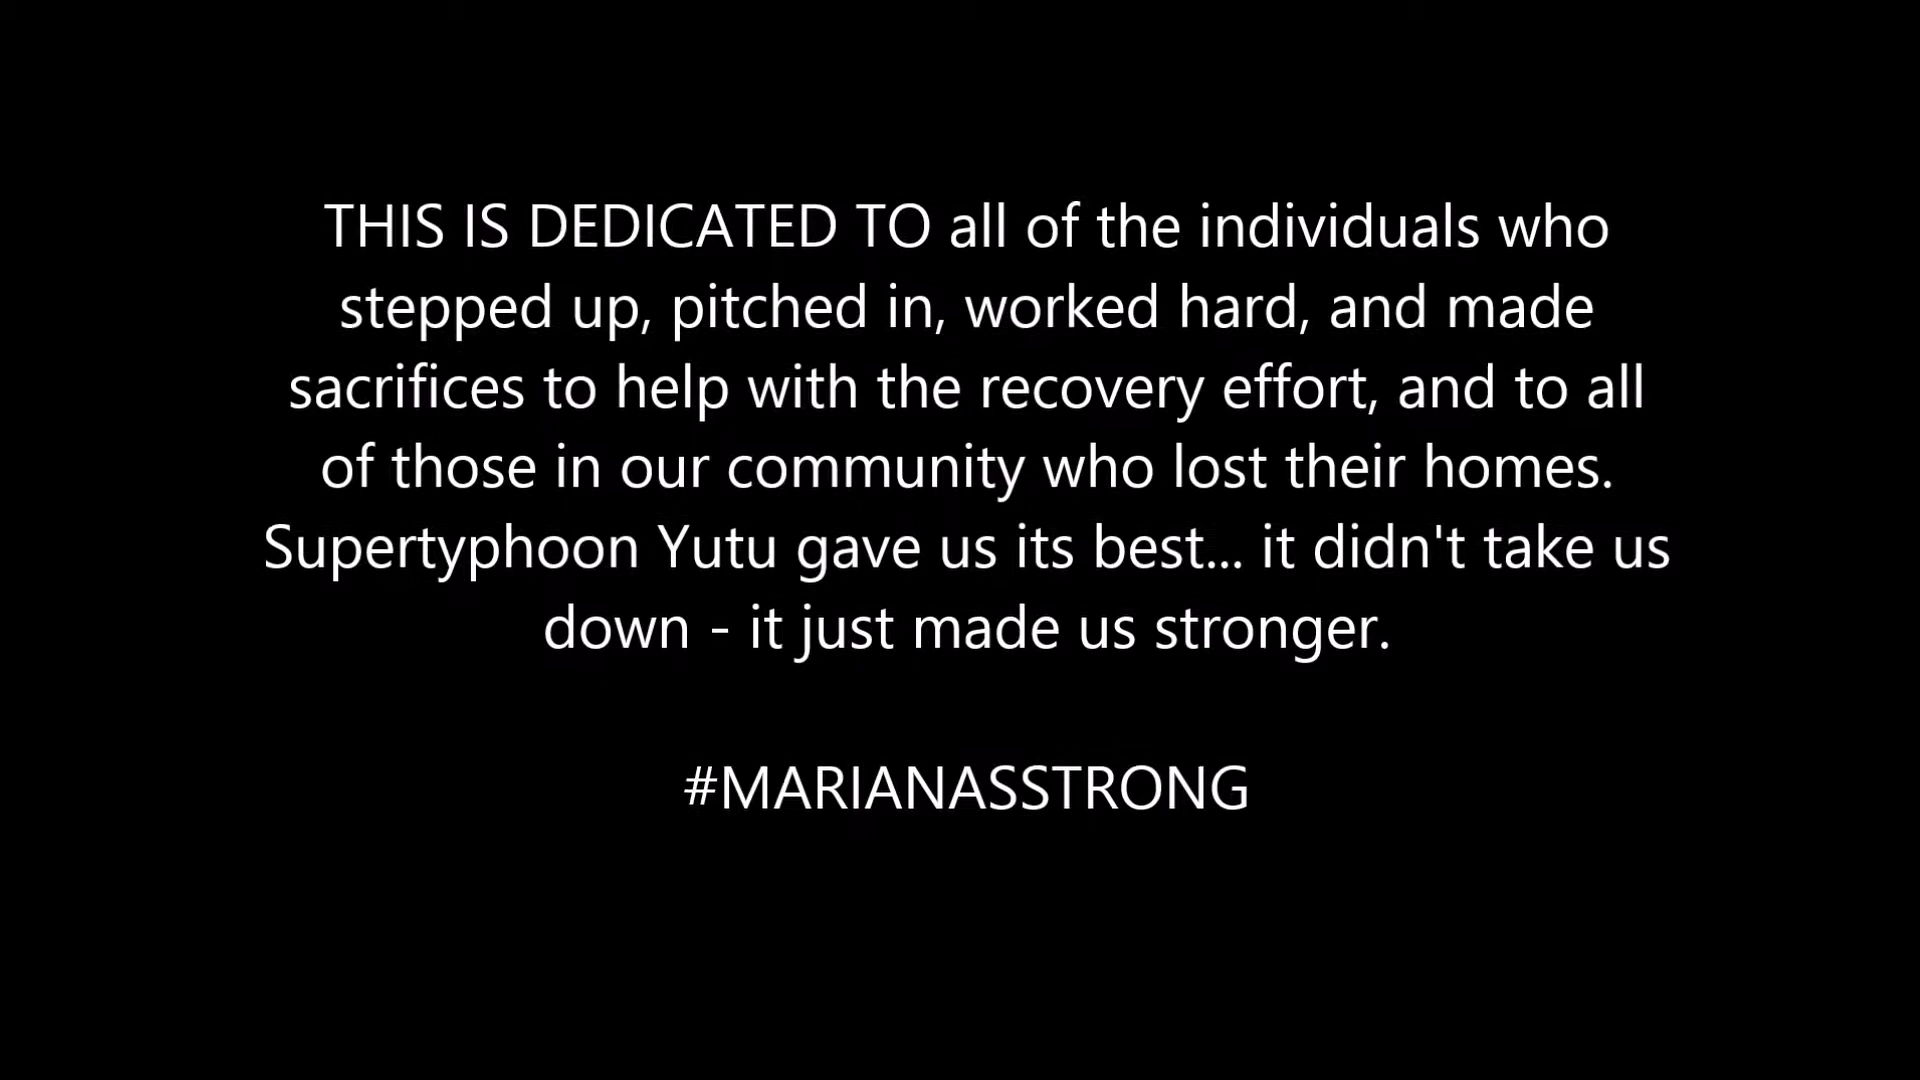 THIS IS DEDICATED TO all of the individuals who
stepped up, pitched in, worked hard, and made
sacrifices to help with the recovery effort, and to all
of those in our community who lost their homes.
Supertyphoon Yutu gave us its best... it didn't take us
down - it just made us stronger.
#MARIANASSTRONG